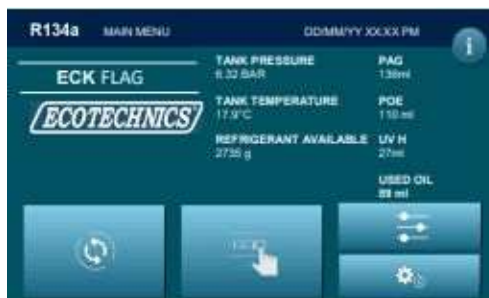 R134a MAIN MENU DD/MM/YY XX:XX PM
i
ECK FLAG
ECOTECHNICS
TANK PRESSURE
6.32 BAR
TANK TEMPERATURE
17.9°C
REFRIGERANT AVAILABLE
2735 g
PAG
POE
110 ml
UV H
27ml
USED OIL
89 ml